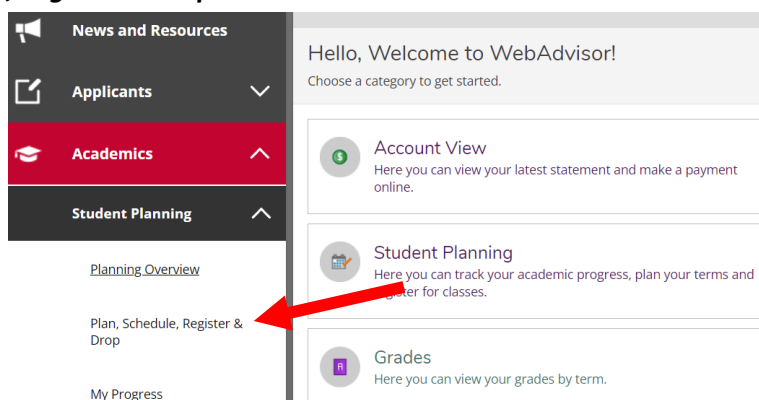 News and Resources
Applicants
Academics
Student Planning
Planning Overview
Plan, Schedule, Register &
Drop
My Progress
Hello, Welcome to WebAdvisor!
Choose a category to get started.
Account View
Here you can view your latest statement and make a payment
online.
Student Planning
Here you can track your academic progress, plan your terms and
for classes.
Grades
Here you can view your grades by term.